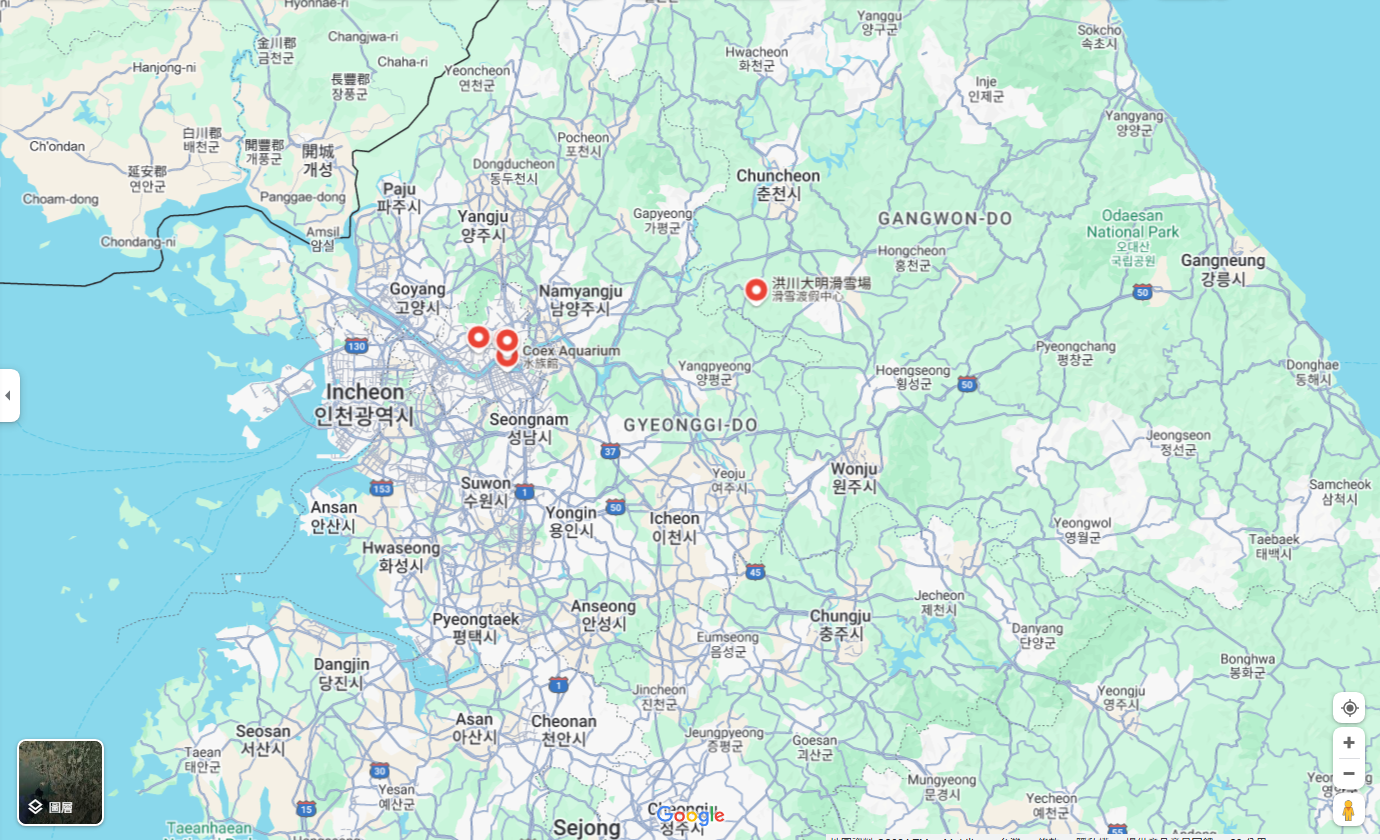 Hyonnae-ri
Yanggu
양구군
Sokcho
속초시
金川郡
금천군
Changjwa-ri
Hwacheon
화천군
Hanjong-ni
Chaha-ri
Yeoncheon
연천군
Inje
인제군
長豐郡
장풍군
Yangyang
양양군
白川郡
배천군
開豐郡
개풍군
開城
개성
Pocheon
포천시
Ch'ondan
Dongducheon
동두천시
延安郡
연안군
Paju
파주시
Chuncheon
춘천시
Choam-dong
Panggae-dong
Yangju
양주시
Gapyeong
가평군
GANGWON-DO
Odaesan
National Park
오대산
국립공원
Amsil
암실
Chondang-ni
Hongcheon
홍천군
Gangneung
강릉시
Goyang
고양시
Namyangju
남양주시
洪川大明滑雪場
滑雪渡假中心
50
130
Coex Aquarium
水族館
Pyeongchang
평창군
Yangpyeong
양평군
Hoengseong
횡성군
50
Donghae
동해시
Incheon
인천광역시
Seongnam
성남시
GYEONGGI-DO
Jeongseon
정선군
37
Yeoju
여주시
Wonju
원주시
153
Suwon
수원시
1
Samcheok
삼척시
Ansan
안산시
Yongin
용인시
50
Icheon
이천시
Yeongwol
영월군
Taebaek
태백시
Hwaseong
화성시
45
Jecheon
제천시
Anseong
안성시
Pyeongtaek
평택시
Chungju
충주시
Eumseong
음성군
Danyang
단양군
Dangjin
당진시
Bonghwa
봉화군
1
Jincheon
진천군
Yeongju
영주시
Seosan
서산시
Asan
아산시
Cheonan
천안시
Jeungpyeong
증평군
Goesan
괴산군
Taean
태안군
30
Mungyeong
문경시
Yesan
예산군
圖層
15
Yecheon
예천군
Google
Taeanhaean
Sejong
55